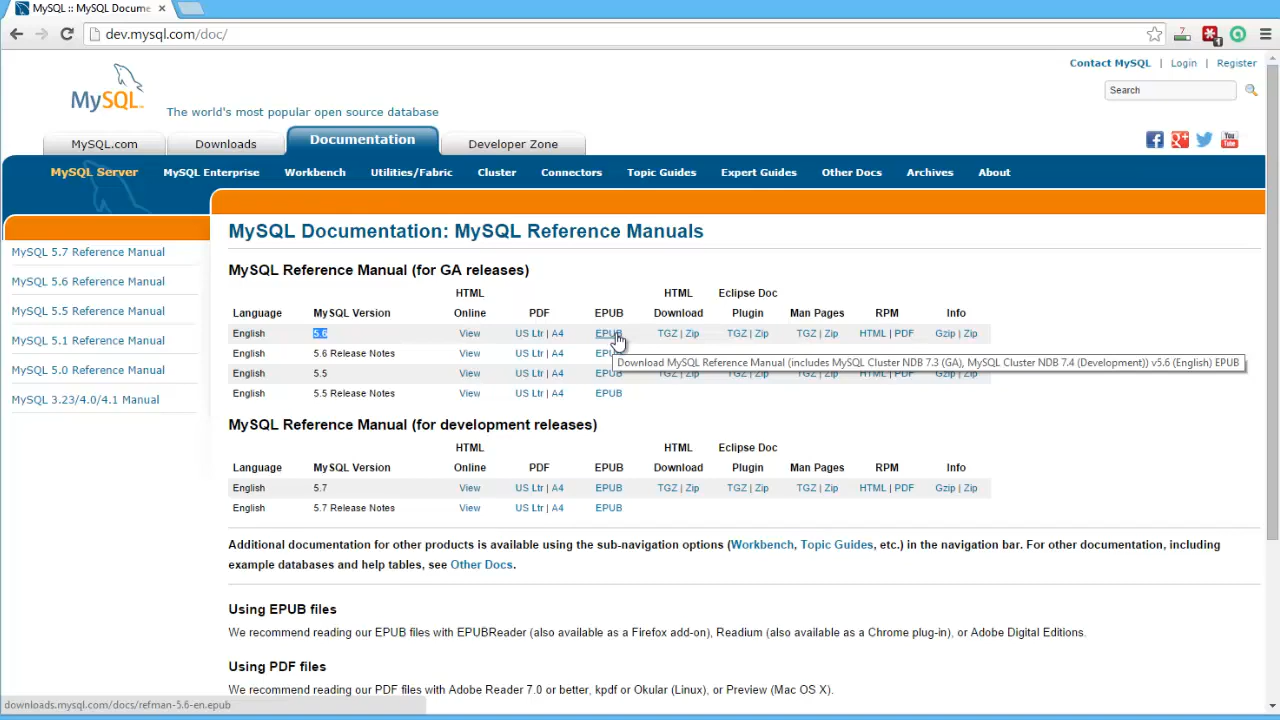 MySQL :: MySQL Docume
dev.mysql.com/doc/
7
1
Contact MySQL | Login | Register
Search
MySQL
The world's most popular open source database
MySQL.com Downloads Documentation Developer Zone
You Tube
MySQL Server MySQL Enterprise Workbench Utilities/Fabric Cluster Connectors Topic Guides Expert Guides Other Docs Archives About
MySQL 5.7 Reference Manual
MySQL 5.6 Reference Manual
MySQL 5.5 Reference Manual
MySQL 5.1 Reference Manual
MySQL 5.0 Reference Manual
MySQL 3.23/4.0/4.1 Manual
MySQL Documentation: MySQL Reference Manuals
MySQL Reference Manual (for GA releases)
HTML HTML Eclipse Doc
Language MySQL Version Online PDF EPUB Download Plugin Man Pages RPM Info
English 5.6 View US Ltr | A4 EPUB TGZ | Zip TGZ | Zip TGZ | Zip HTML | PDF Gzip | Zip
5.6 Release Notes View US Ltr | A4
Download MySQL Reference Manual (includes MySQL Cluster NDB 7.3 (GA), MySQL Cluster NDB 7.4 (Development)) v5.6 (English) EPUB
English 5.5 View US Ltr | A4 EPUB TGZ | Zip TGZ | Zip TGZ | Zip HTML | PDF Gzip | Zip
5.5 Release Notes View US Ltr | A4 EPUB
MySQL Reference Manual (for development releases)
HTML HTML Eclipse Doc
Language MySQL Version Online PDF EPUB Download Plugin Man Pages RPM Info
English 5.7 View US Ltr | A4 EPUB TGZ | Zip TGZ | Zip TGZ | Zip HTML | PDF Gzip | Zip
English 5.7 Release Notes View US Ltr | A4 EPUB
Additional documentation for other products is available using the sub-navigation options (Workbench, Topic Guides, etc.) in the navigation bar. For other documentation, including
example databases and help tables, see Other Docs.
Using EPUB files
We recommend reading our EPUB files with EPUBReader (also available as a Firefox add-on), Readium (also available as a Chrome plug-in), or Adobe Digital Editions.
Using PDF files
We recommend reading our PDF files with Adobe Reader 7.0 or better, kpdf or Okular (Linux), or Preview (Mac OS X).
downloads.mysql.com/docs/refman-5.6-en.epub